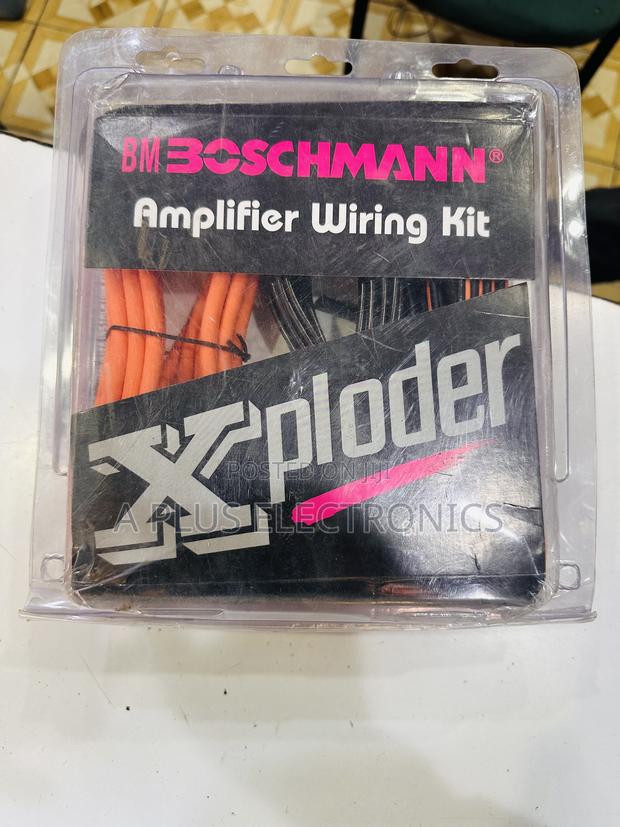 BM BOSCHMANN®
Amplifier Wiring Kit
Xploder
POSTED ON JIJI
A PLUS ELECTRONICS